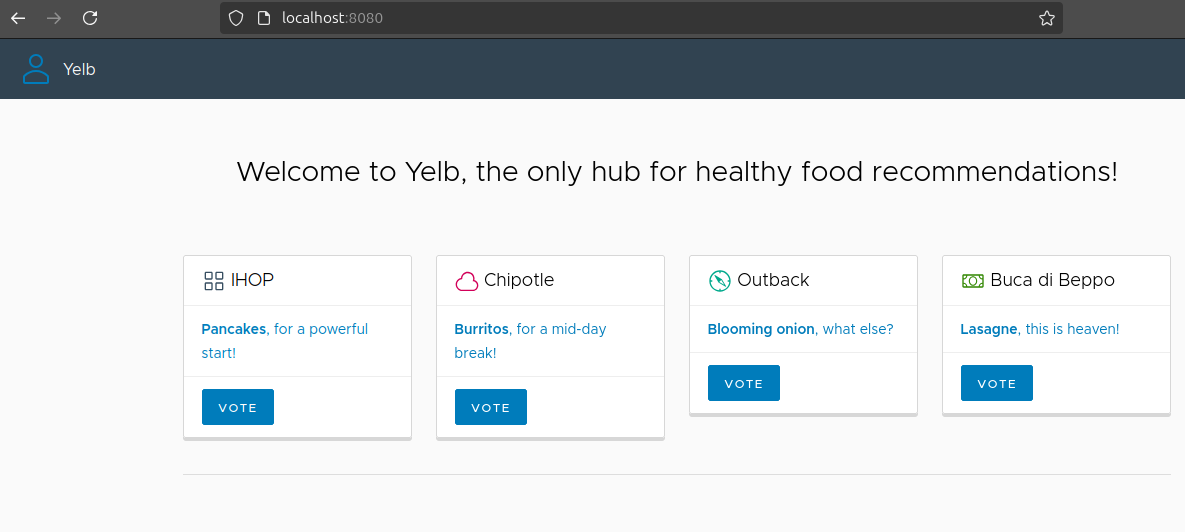 localhost:8080
Yelb
Welcome to Yelb, the only hub for healthy food recommendations!
IHOP
Pancakes, for a powerful
start!
VOTE
Chipotle
Burritos, for a mid-day
break!
VOTE
Outback
Blooming onion, what else?
VOTE
Buca di Beppo
Lasagne, this is heaven!
VOTE